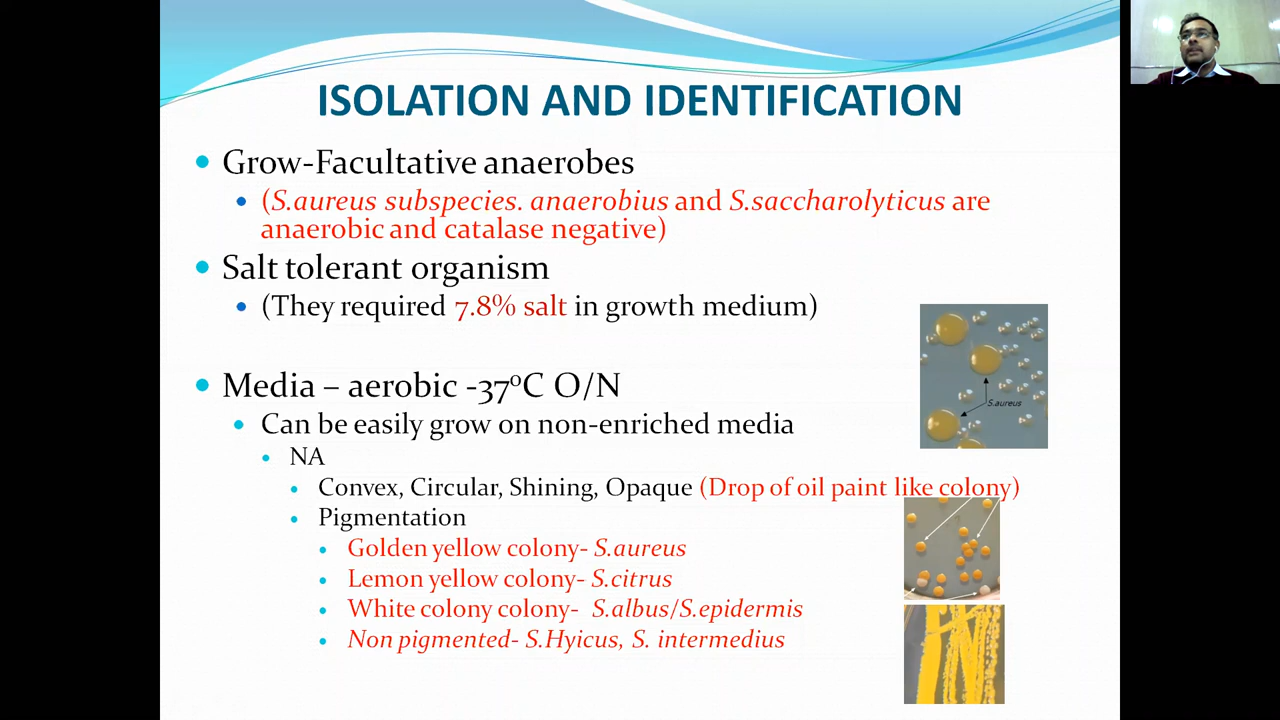 ISOLATION AND IDENTIFICATION
Grow-Facultative anaerobes
(S.aureus subspecies. anaerobius and S.saccharolyticus are
anaerobic and catalase negative)
Salt tolerant organism
(They required 7.8% salt in growth medium)
S.aureus
Media – aerobic -37⁰C O/N
Can be easily grow on non-enriched media
NA
Convex, Circular, Shining, Opaque (Drop of oil paint like colony)
Pigmentation
Golden yellow colony- S.aureus
Lemon yellow colony- S.citrus
White colony colony- S.albus/S.epidermis
Non pigmented- S.Hyicus, S. intermedius